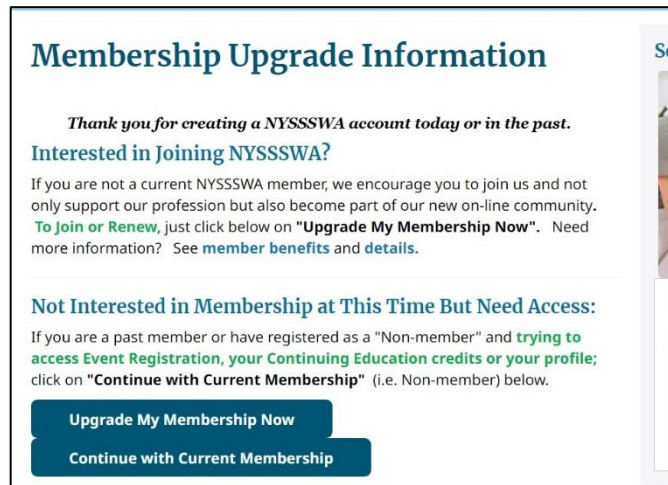 Membership Upgrade Information
Thank you for creating a NYSSSWA account today or in the past.
Interested in Joining NYSSSWA?
If you are not a current NYSSSWA member, we encourage you to join us and not
only support our profession but also become part of our new on-line community.
To Join or Renew, just click below on "Upgrade My Membership Now". Need
more information? See member benefits and details.
Not Interested in Membership at This Time But Need Access:
If you are a past member or have registered as a "Non-member" and trying to
access Event Registration, your Continuing Education credits or your profile;
click on "Continue with Current Membership" (i.e. Non-member) below.
Upgrade My Membership Now
Continue with Current Membership